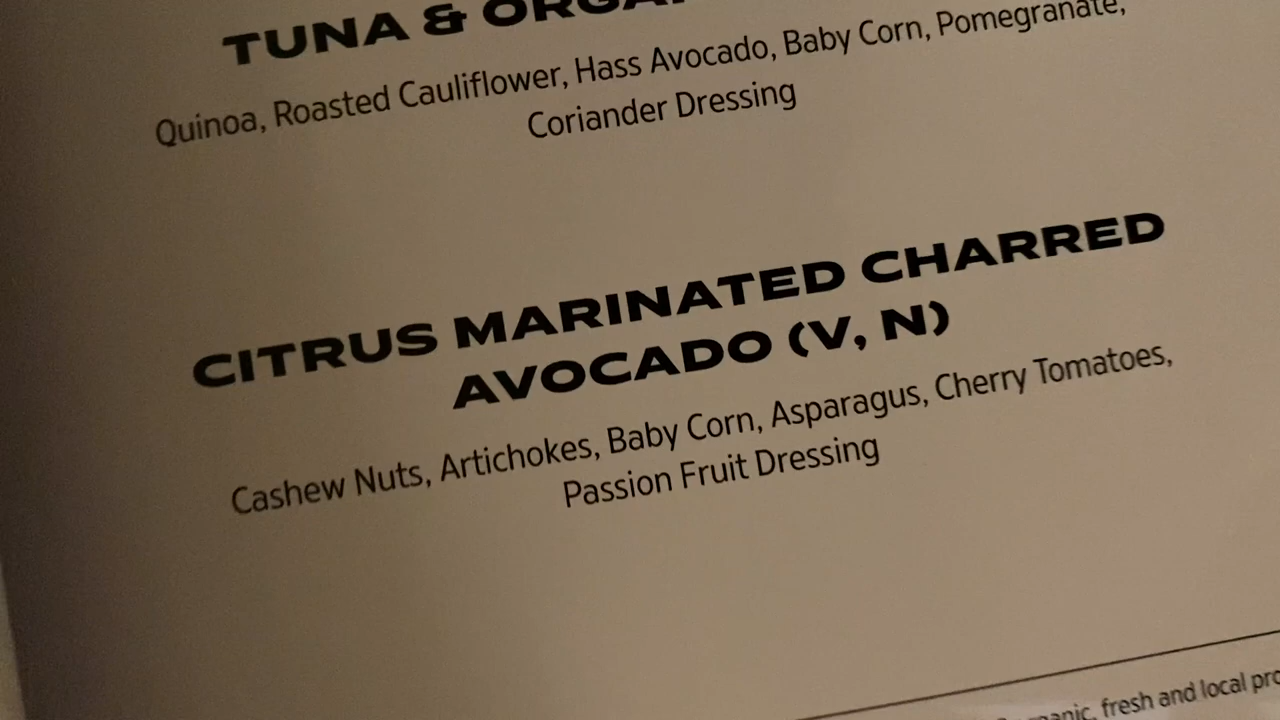 TUNA &
Quinoa, Roasted Cauliflower, Hass Avocado, Baby Corn, Pomegranate,
Coriander Dressing
CITRUS MARINATED CHARRED
AVOCADO (V, N)
Cashew Nuts, Artichokes, Baby Corn, Asparagus, Cherry Tomatoes,
Passion Fruit Dressing
fresh and local